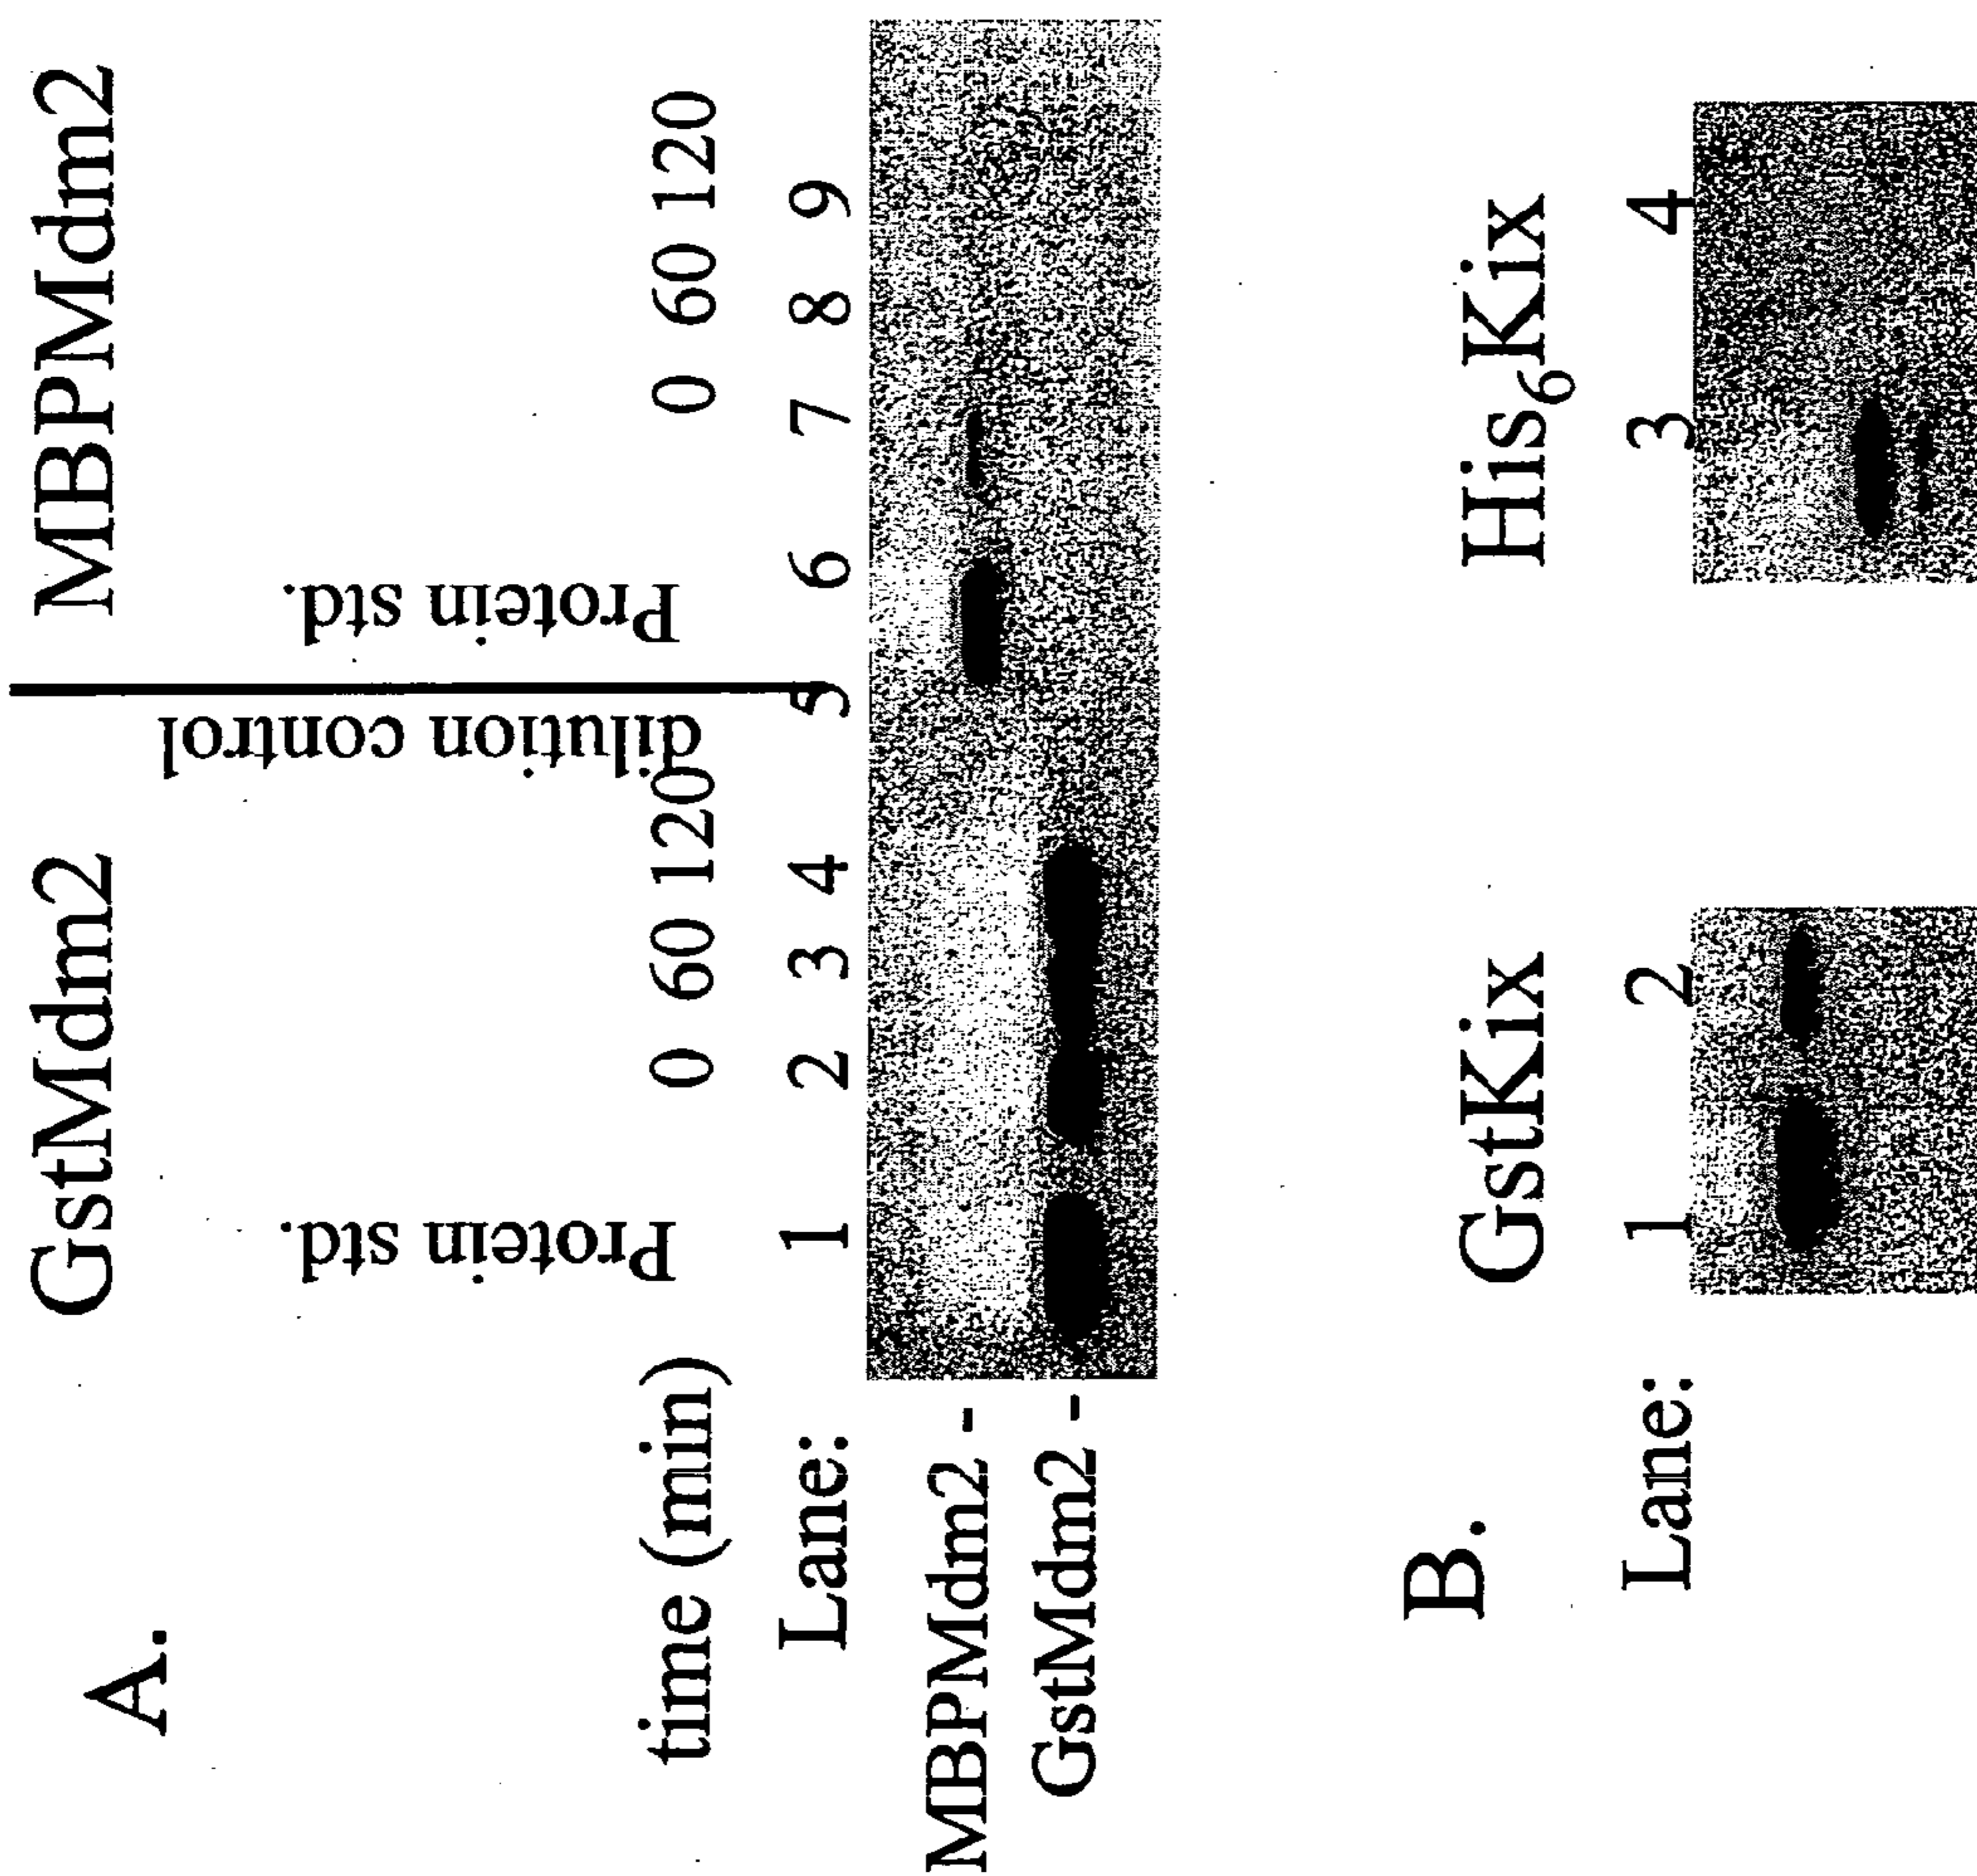 A.
GstMdm2 MBPMdm2
Protein std.
dilution control
Protein std.
time (min) 0 60 120 0 60 120
Lane: 1 2 3 4 5 6 7 8 9
MBPMdm2 -
GstMdm2 -
B.
GstKix His6Kix
Lane: 1 2 3 4